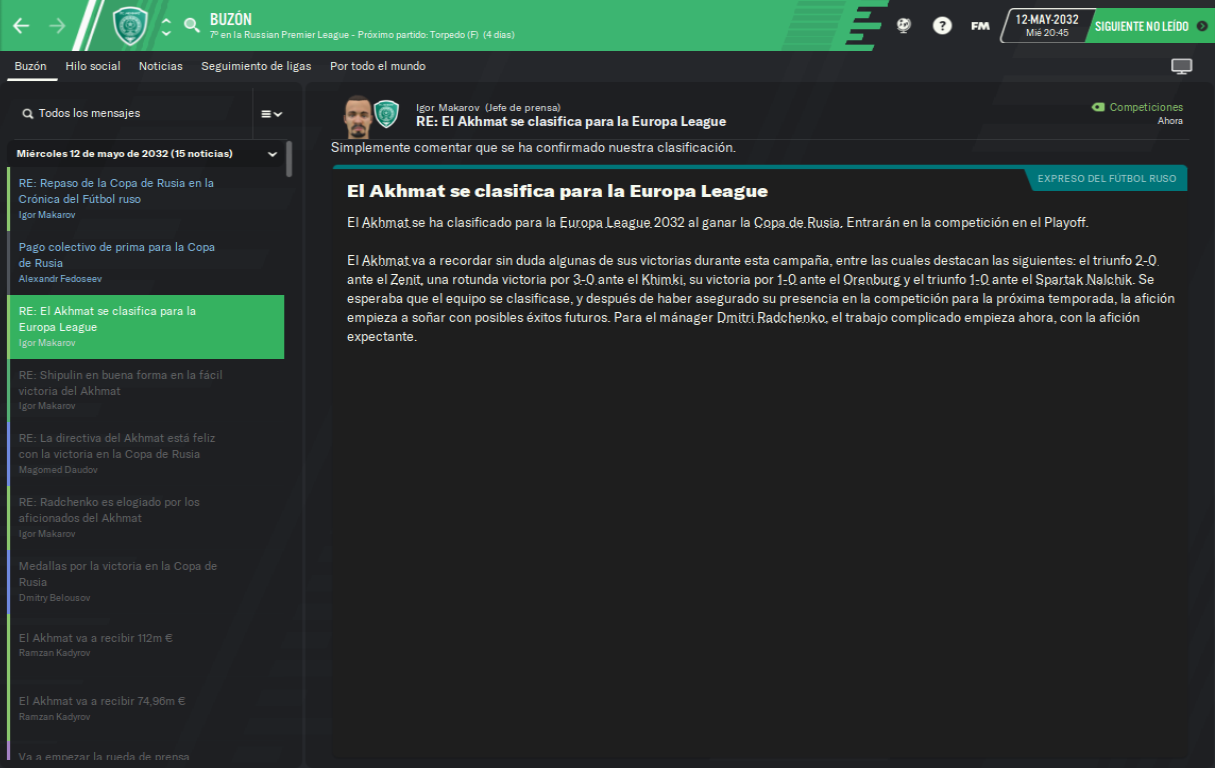 BUZÓN
7º en la Russian Premier League - Próximo partido: Torpedo (F) (4 días)
?
FM
12-MAY-2032
Mié 20:45
SIGUIENTE NO LEÍDO
Buzón Hilo social Noticias Seguimiento de ligas Por todo el mundo
Todos los mensajes
Miércoles 12 de mayo de 2032 (15 noticias)
RE: Repaso de la Copa de Rusia en la
Crónica del Fútbol ruso
Igor Makarov
Pago colectivo de prima para la Copa
de Rusia
Alexandr Fedoseev
RE: El Akhmat se clasifica para la
Europa League
Igor Makarov
RE: Shipulin en buena forma en la fácil
victoria del Akhmat
Igor Makarov
RE: La directiva del Akhmat está feliz
con la victoria en la Copa de Rusia
Magomed Daudov
RE: Radchenko es elogiado por los
aficionados del Akhmat
Igor Makarov
Medallas por la victoria en la Copa de
Rusia
Dmitry Belousov
El Akhmat va a recibir 112m €
Ramzan Kadyrov
El Akhmat va a recibir 74,96m €
Ramzan Kadyrov
Va a empezar la rueda de prensa
Igor Makarov (Jefe de prensa)
RE: El Akhmat se clasifica para la Europa League
Competiciones
Ahora
Simplemente comentar que se ha confirmado nuestra clasificación.
EXPRESO DEL FÚTBOL RUSO
El Akhmat se clasifica para la Europa League
El Akhmat se ha clasificado para la Europa League 2032 al ganar la Copa de Rusia. Entrarán en la competición en el Playoff.
El Akhmat va a recordar sin duda algunas de sus victorias durante esta campaña, entre las cuales destacan las siguientes: el triunfo 2-0
ante el Zenit, una rotunda victoria por 3-0 ante el Khimki, su victoria por 1-0 ante el Orenburg y el triunfo 1-0 ante el Spartak Nalchik. Se
esperaba que el equipo se clasificase, y después de haber asegurado su presencia en la competición para la próxima temporada, la afición
empieza a soñar con posibles éxitos futuros. Para el mánager Dmitri Radchenko, el trabajo complicado empieza ahora, con la afición
expectante.